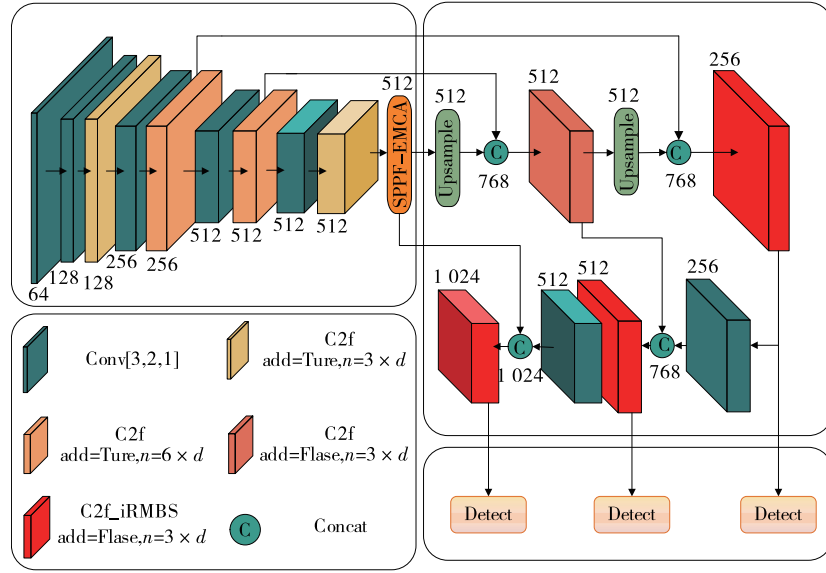 64
128
128
256
256
512
512
512
512
512
SPPF-EMCA
512
Upsample
C
768
512
512
Upsample
C
768
256
1 024
C
1 024
512
512
C
768
256
Conv[3,2,1]
C2f
add=Ture,n=3 × d
C2f
add=Ture,n=6 × d
C2f
add=Flase,n=3 × d
C2f_iRMBS
add=Flase,n=3 × d
C
Concat
Detect
Detect
Detect